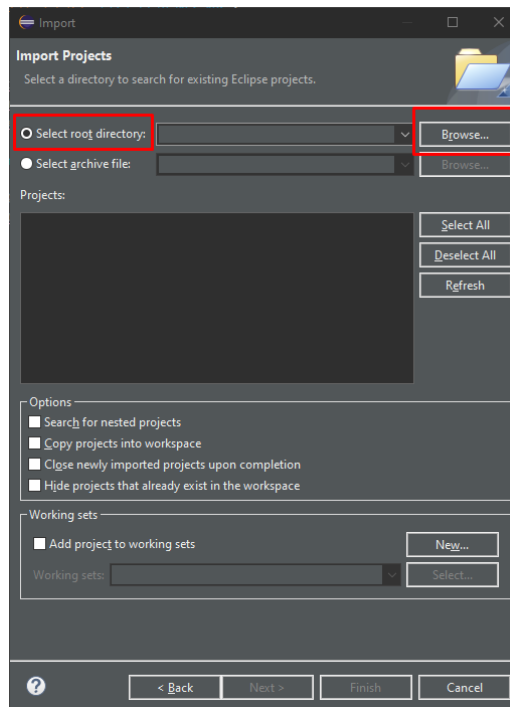 Import
Import Projects
Select a directory to search for existing Eclipse projects.
Select root directory: Browse...
Select archive file: Browse...
Projects:
Select All
Deselect All
Refresh
Options
Search for nested projects
Copy projects into workspace
Close newly imported projects upon completion
Hide projects that already exist in the workspace
Working sets
Add project to working sets New...
Working sets: Select...
? < Back Next > Finish Cancel